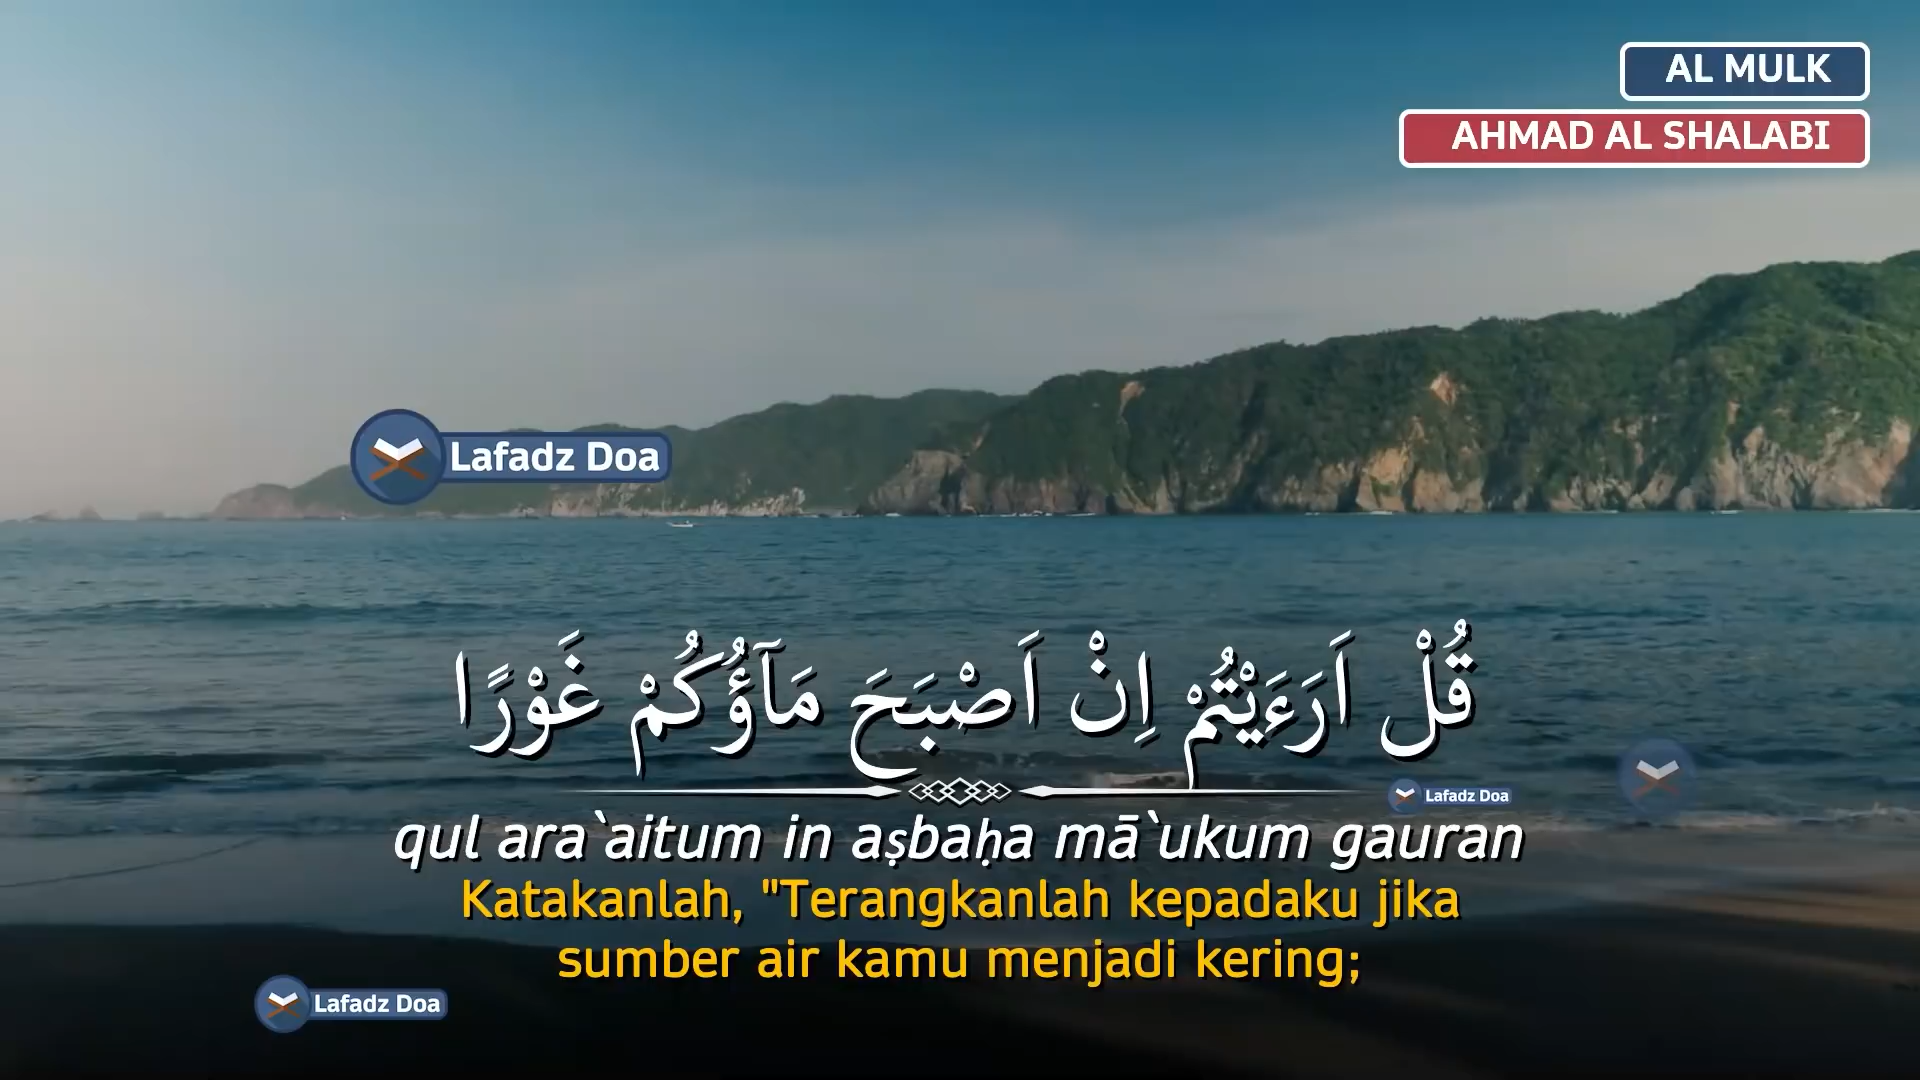 AL MULK
AHMAD AL SHALABI
Lafadz Doa
قُلْ اَرَءَيْتُمْ اِنْ اَصْبَحَ مَاۤؤُكُمْ غَوْرًا
Lafadz Doa
qul ara`aitum in aṣbaḥa mā`ukum gauran
Katakanlah, "Terangkanlah kepadaku jika
sumber air kamu menjadi kering;
Lafadz Doa